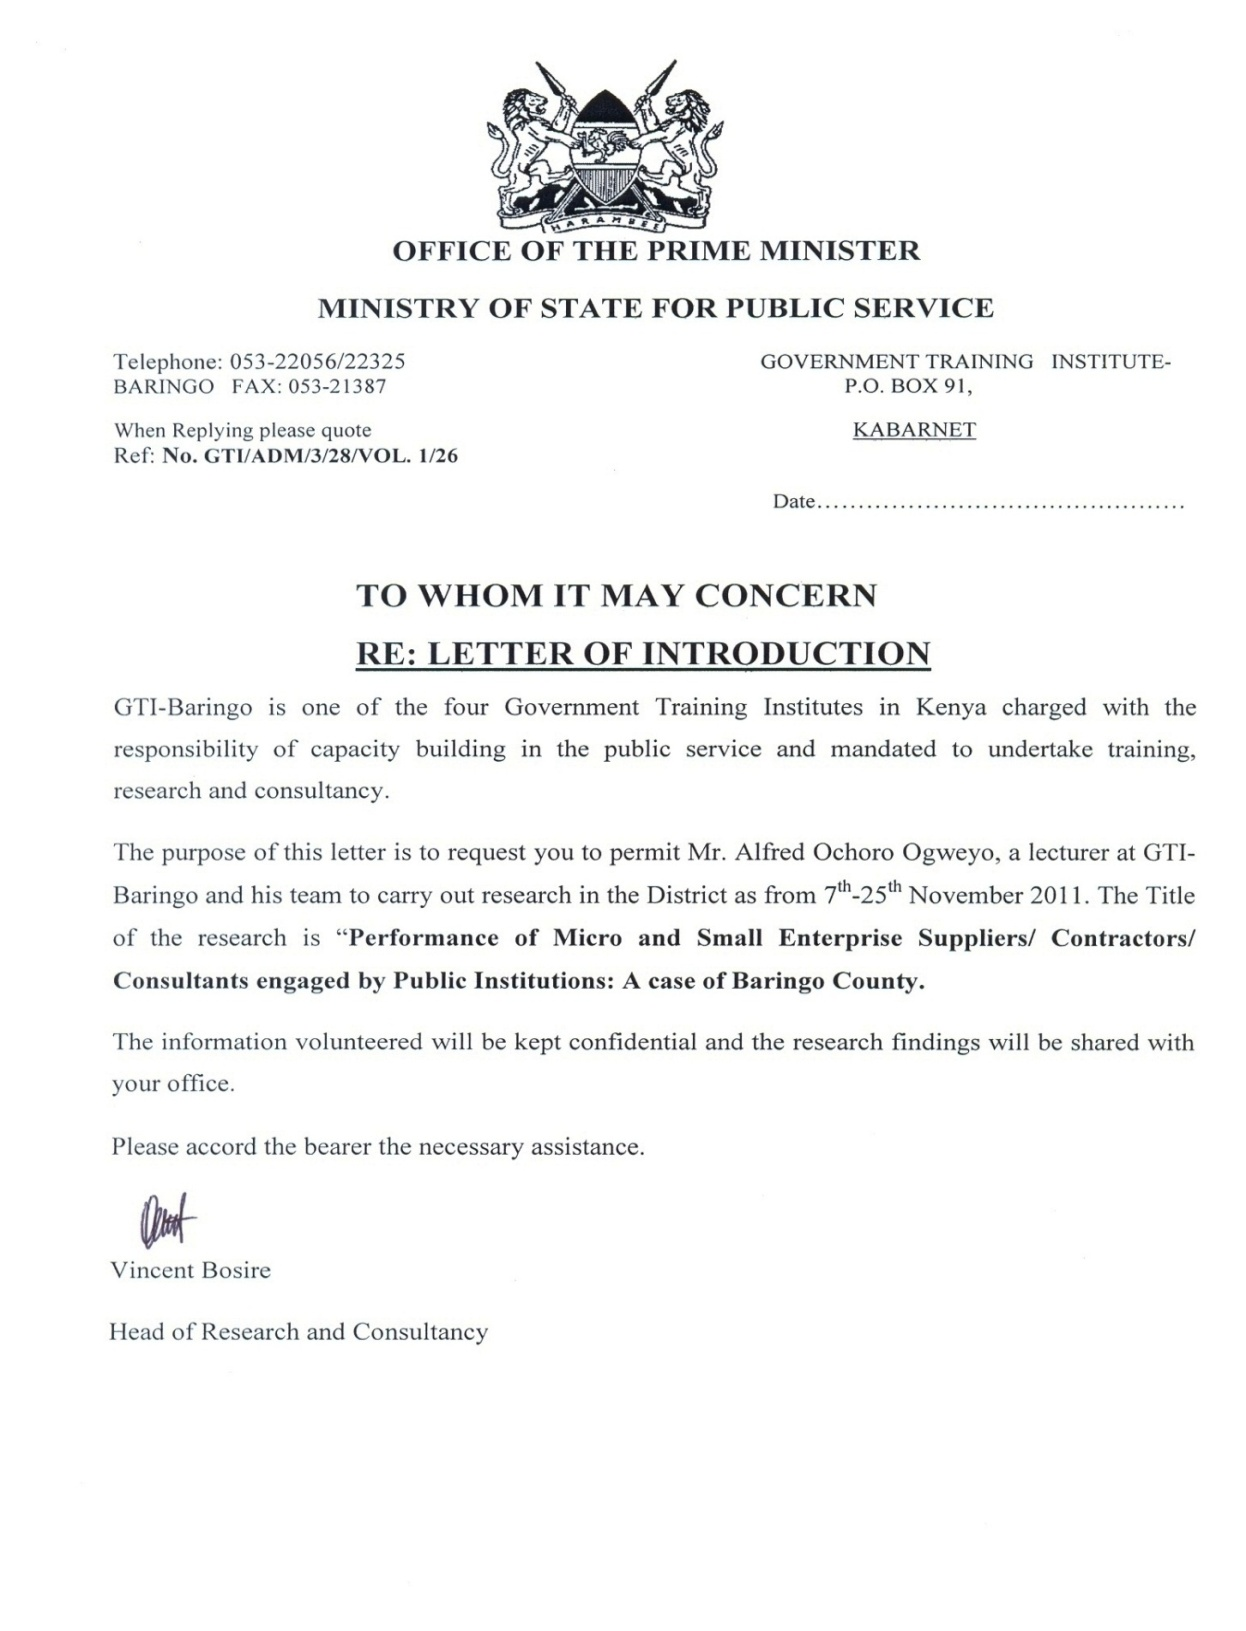 HARAMBEE
OFFICE OF THE PRIME MINISTER
MINISTRY OF STATE FOR PUBLIC SERVICE
Telephone: 053-22056/22325 GOVERNMENT TRAINING INSTITUTE-
BARINGO FAX: 053-21387 P.O. BOX 91,
When Replying please quote KABARNET
Ref: No. GTI/ADM/3/28/VOL. 1/26
Date............................................
TO WHOM IT MAY CONCERN
RE: LETTER OF INTRODUCTION
GTI-Baringo is one of the four Government Training Institutes in Kenya charged with the
responsibility of capacity building in the public service and mandated to undertake training,
research and consultancy.
The purpose of this letter is to request you to permit Mr. Alfred Ochoro Ogweyo, a lecturer at GTI-
Baringo and his team to carry out research in the District as from 7th-25th November 2011. The Title
of the research is “Performance of Micro and Small Enterprise Suppliers/ Contractors/
Consultants engaged by Public Institutions: A case of Baringo County.
The information volunteered will be kept confidential and the research findings will be shared with
your office.
Please accord the bearer the necessary assistance.
Vincent Bosire
Head of Research and Consultancy